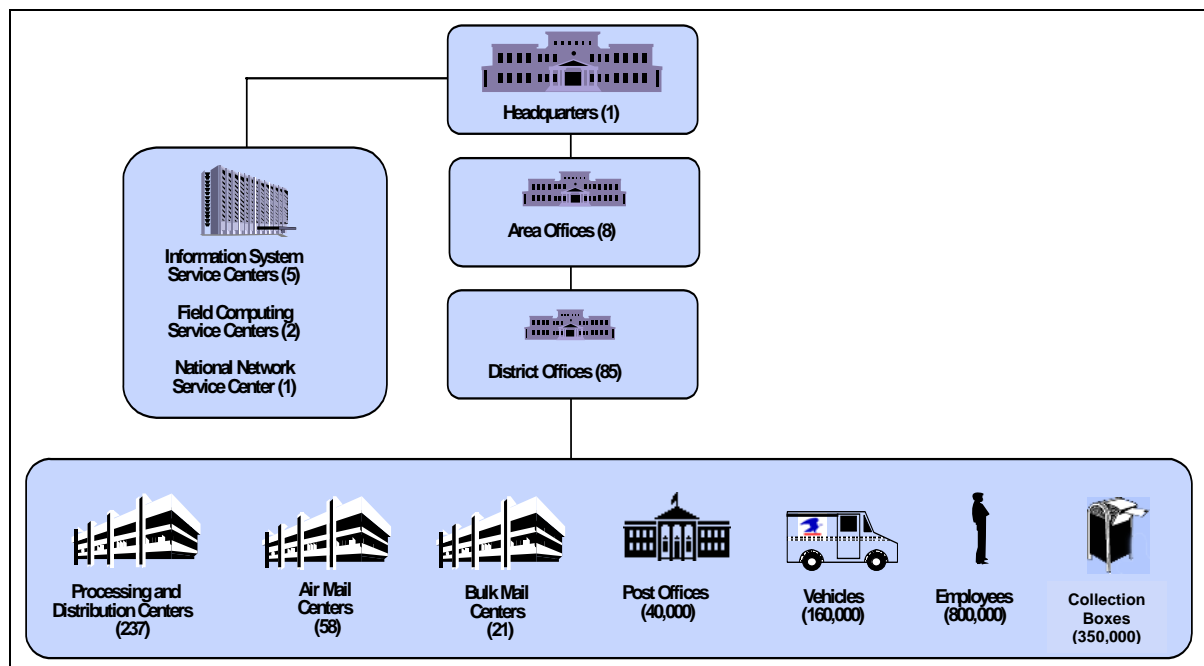 Headquarters (1)
Information System
Service Centers (5)
Field Computing
Service Centers (2)
National Network
Service Center (1)
Area Offices (8)
District Offices (85)
Processing and
Distribution Centers
(237)
Air Mail
Centers
(58)
Bulk Mail
Centers
(21)
Post Offices
(40,000)
Vehicles
(160,000)
Employees
(800,000)
Collection
Boxes
(350,000)